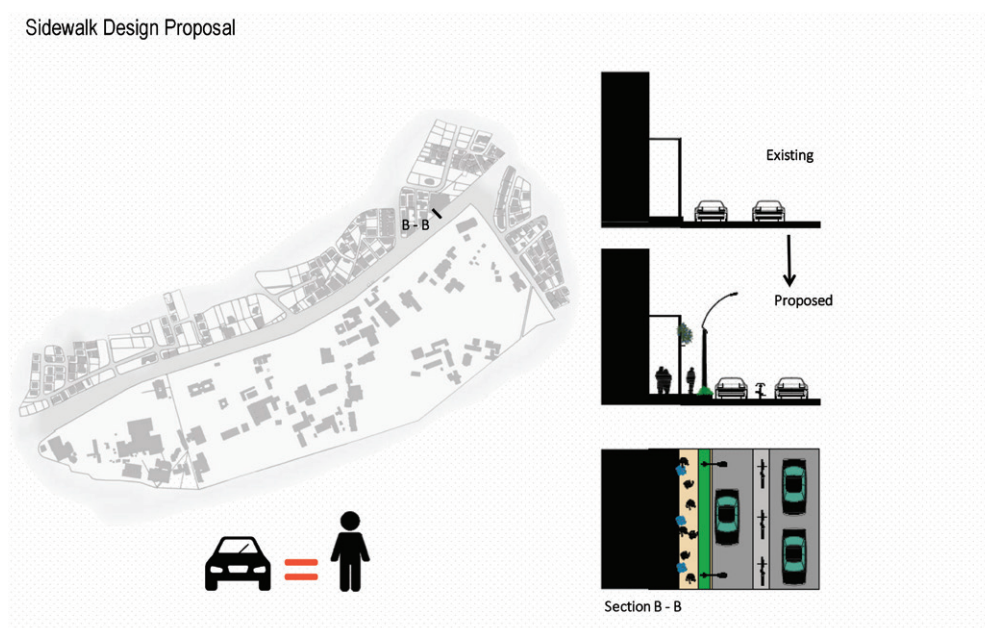 Sidewalk Design Proposal
Existing
B - B
Proposed
Section B - B